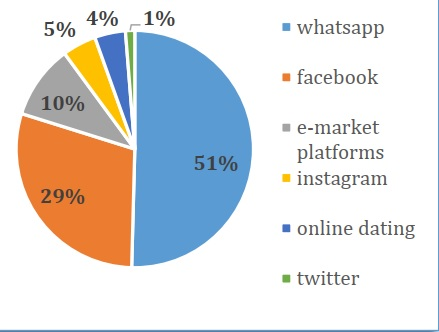 5%
4%
1%
10%
51%
29%
whatsapp
facebook
e-market
platforms
instagram
online dating
twitter